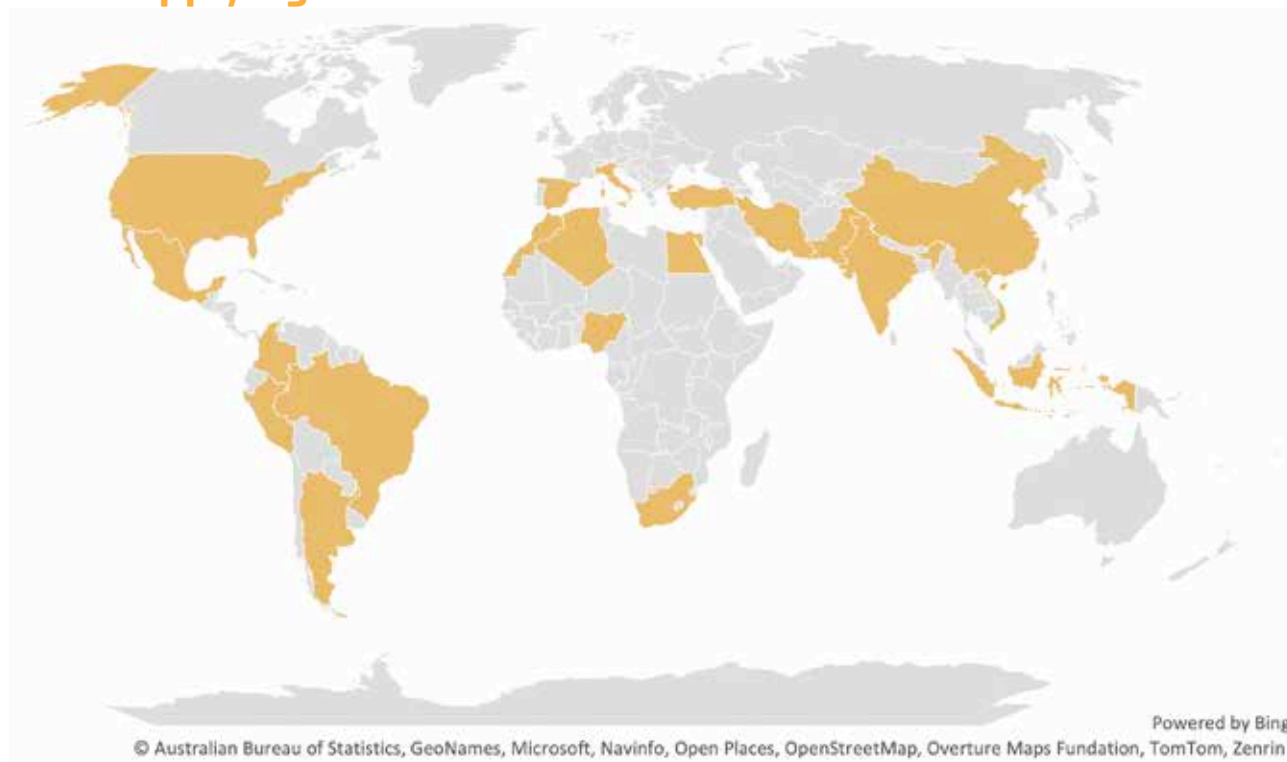 Powered by Bing
© Australian Bureau of Statistics, GeoNames, Microsoft, Navinfo, Open Places, OpenStreetMap, Overture Maps Fundation, TomTom, Zenrin